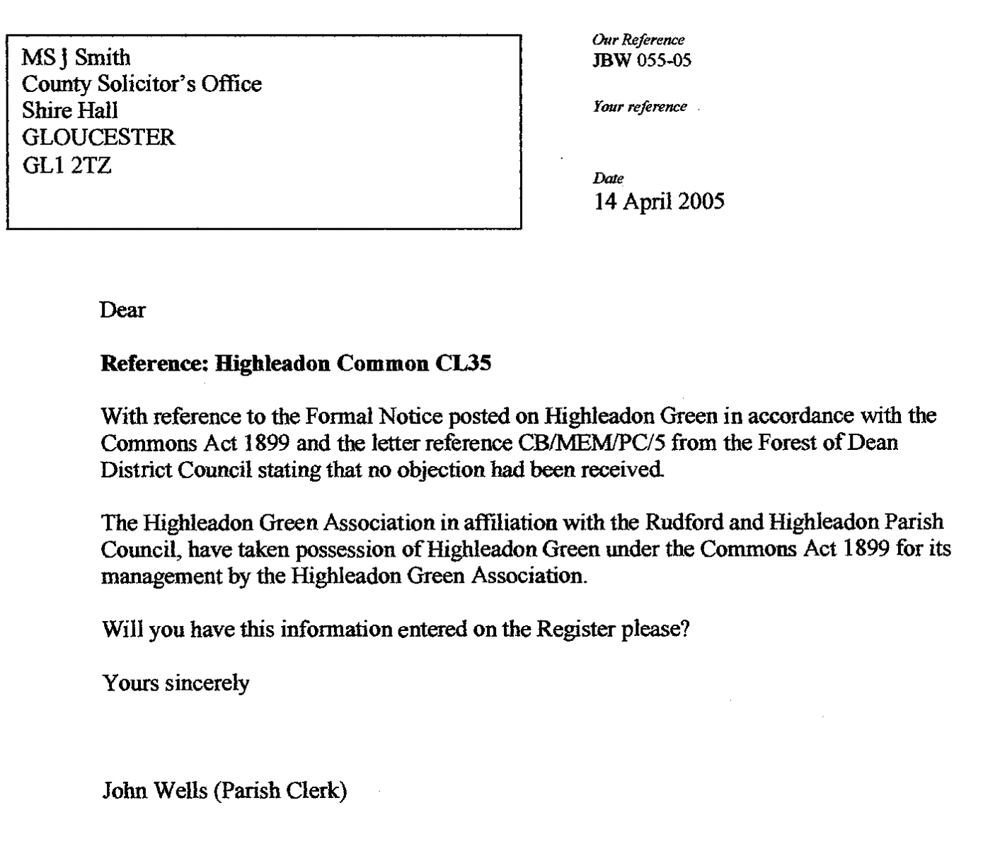 MS J Smith
County Solicitor's Office
Shire Hall
GLOUCESTER
GL1 2TZ
Our Reference
JBW 055-05
Your reference
Date
14 April 2005
Dear
Reference: Highleadon Common CL35
With reference to the Formal Notice posted on Highleadon Green in accordance with the
Commons Act 1899 and the letter reference CB/MEM/PC/5 from the Forest of Dean
District Council stating that no objection had been received.
The Highleadon Green Association in affiliation with the Rudford and Highleadon Parish
Council, have taken possession of Highleadon Green under the Commons Act 1899 for its
management by the Highleadon Green Association.
Will you have this information entered on the Register please?
Yours sincerely
John Wells (Parish Clerk)